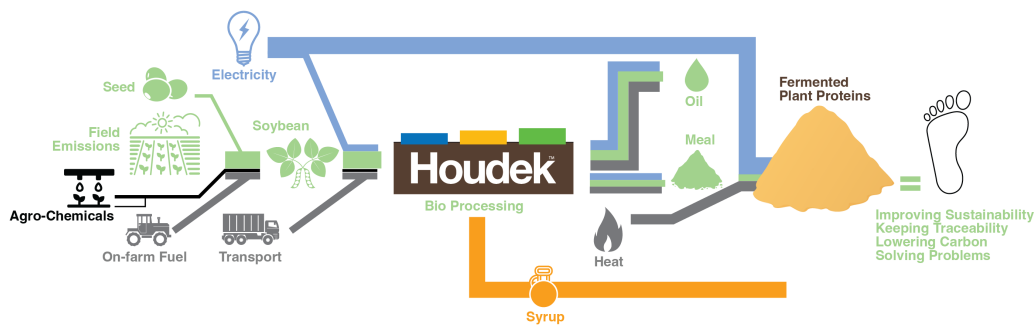 Electricity
Seed
Field
Emissions
Agro-Chemicals
On-farm Fuel
Soybean
Transport
Houdek™
Bio Processing
Oil
Meal
Heat
Syrup
Fermented
Plant Proteins
Improving Sustainability
Keeping Traceability
Lowering Carbon
Solving Problems